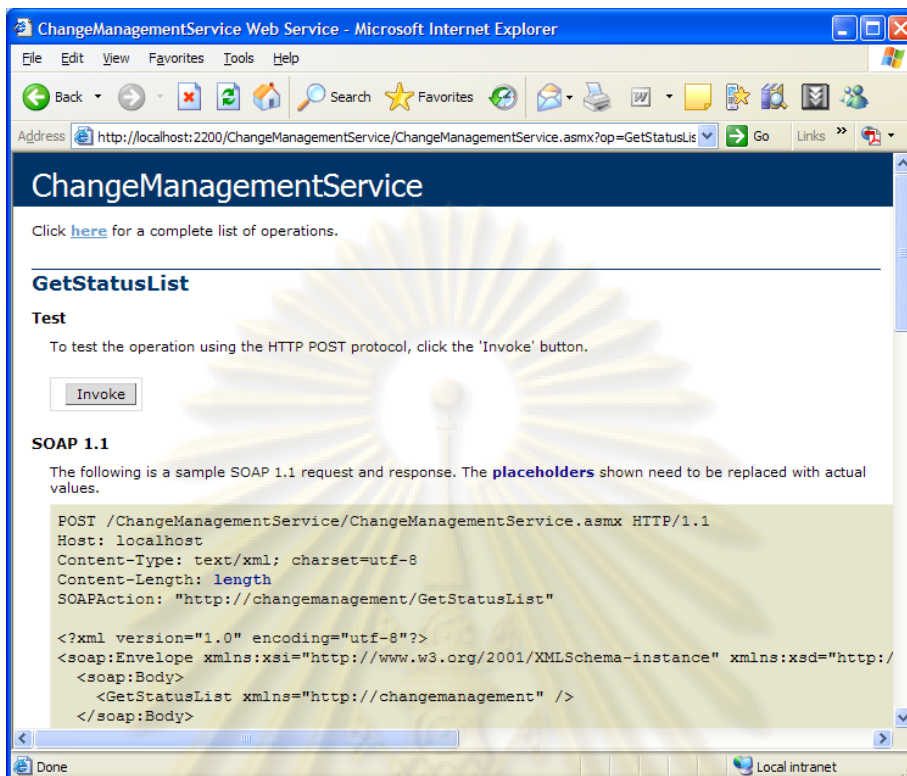 ChangeManagementService Web Service - Microsoft Internet Explorer
File Edit View Favorites Tools Help
Back Search Favorites
Address http://localhost:2200/ChangeManagementService/ChangeManagementService.asmx?op=GetStatusLis Go Links »
ChangeManagementService
Click here for a complete list of operations.
GetStatusList
Test
To test the operation using the HTTP POST protocol, click the 'Invoke' button.
Invoke
SOAP 1.1
The following is a sample SOAP 1.1 request and response. The placeholders shown need to be replaced with actual
values.
POST /ChangeManagementService/ChangeManagementService.asmx HTTP/1.1
Host: localhost
Content-Type: text/xml; charset=utf-8
Content-Length: length
SOAPAction: "http://changemanagement/GetStatusList"
<?xml version="1.0" encoding="utf-8"?>
<soap:Envelope xmlns:xsi="http://www.w3.org/2001/XMLSchema-instance" xmlns:xsd="http:/
<soap:Body>
<GetStatusList xmlns="http://changemanagement" />
</soap:Body>
Done Local intranet